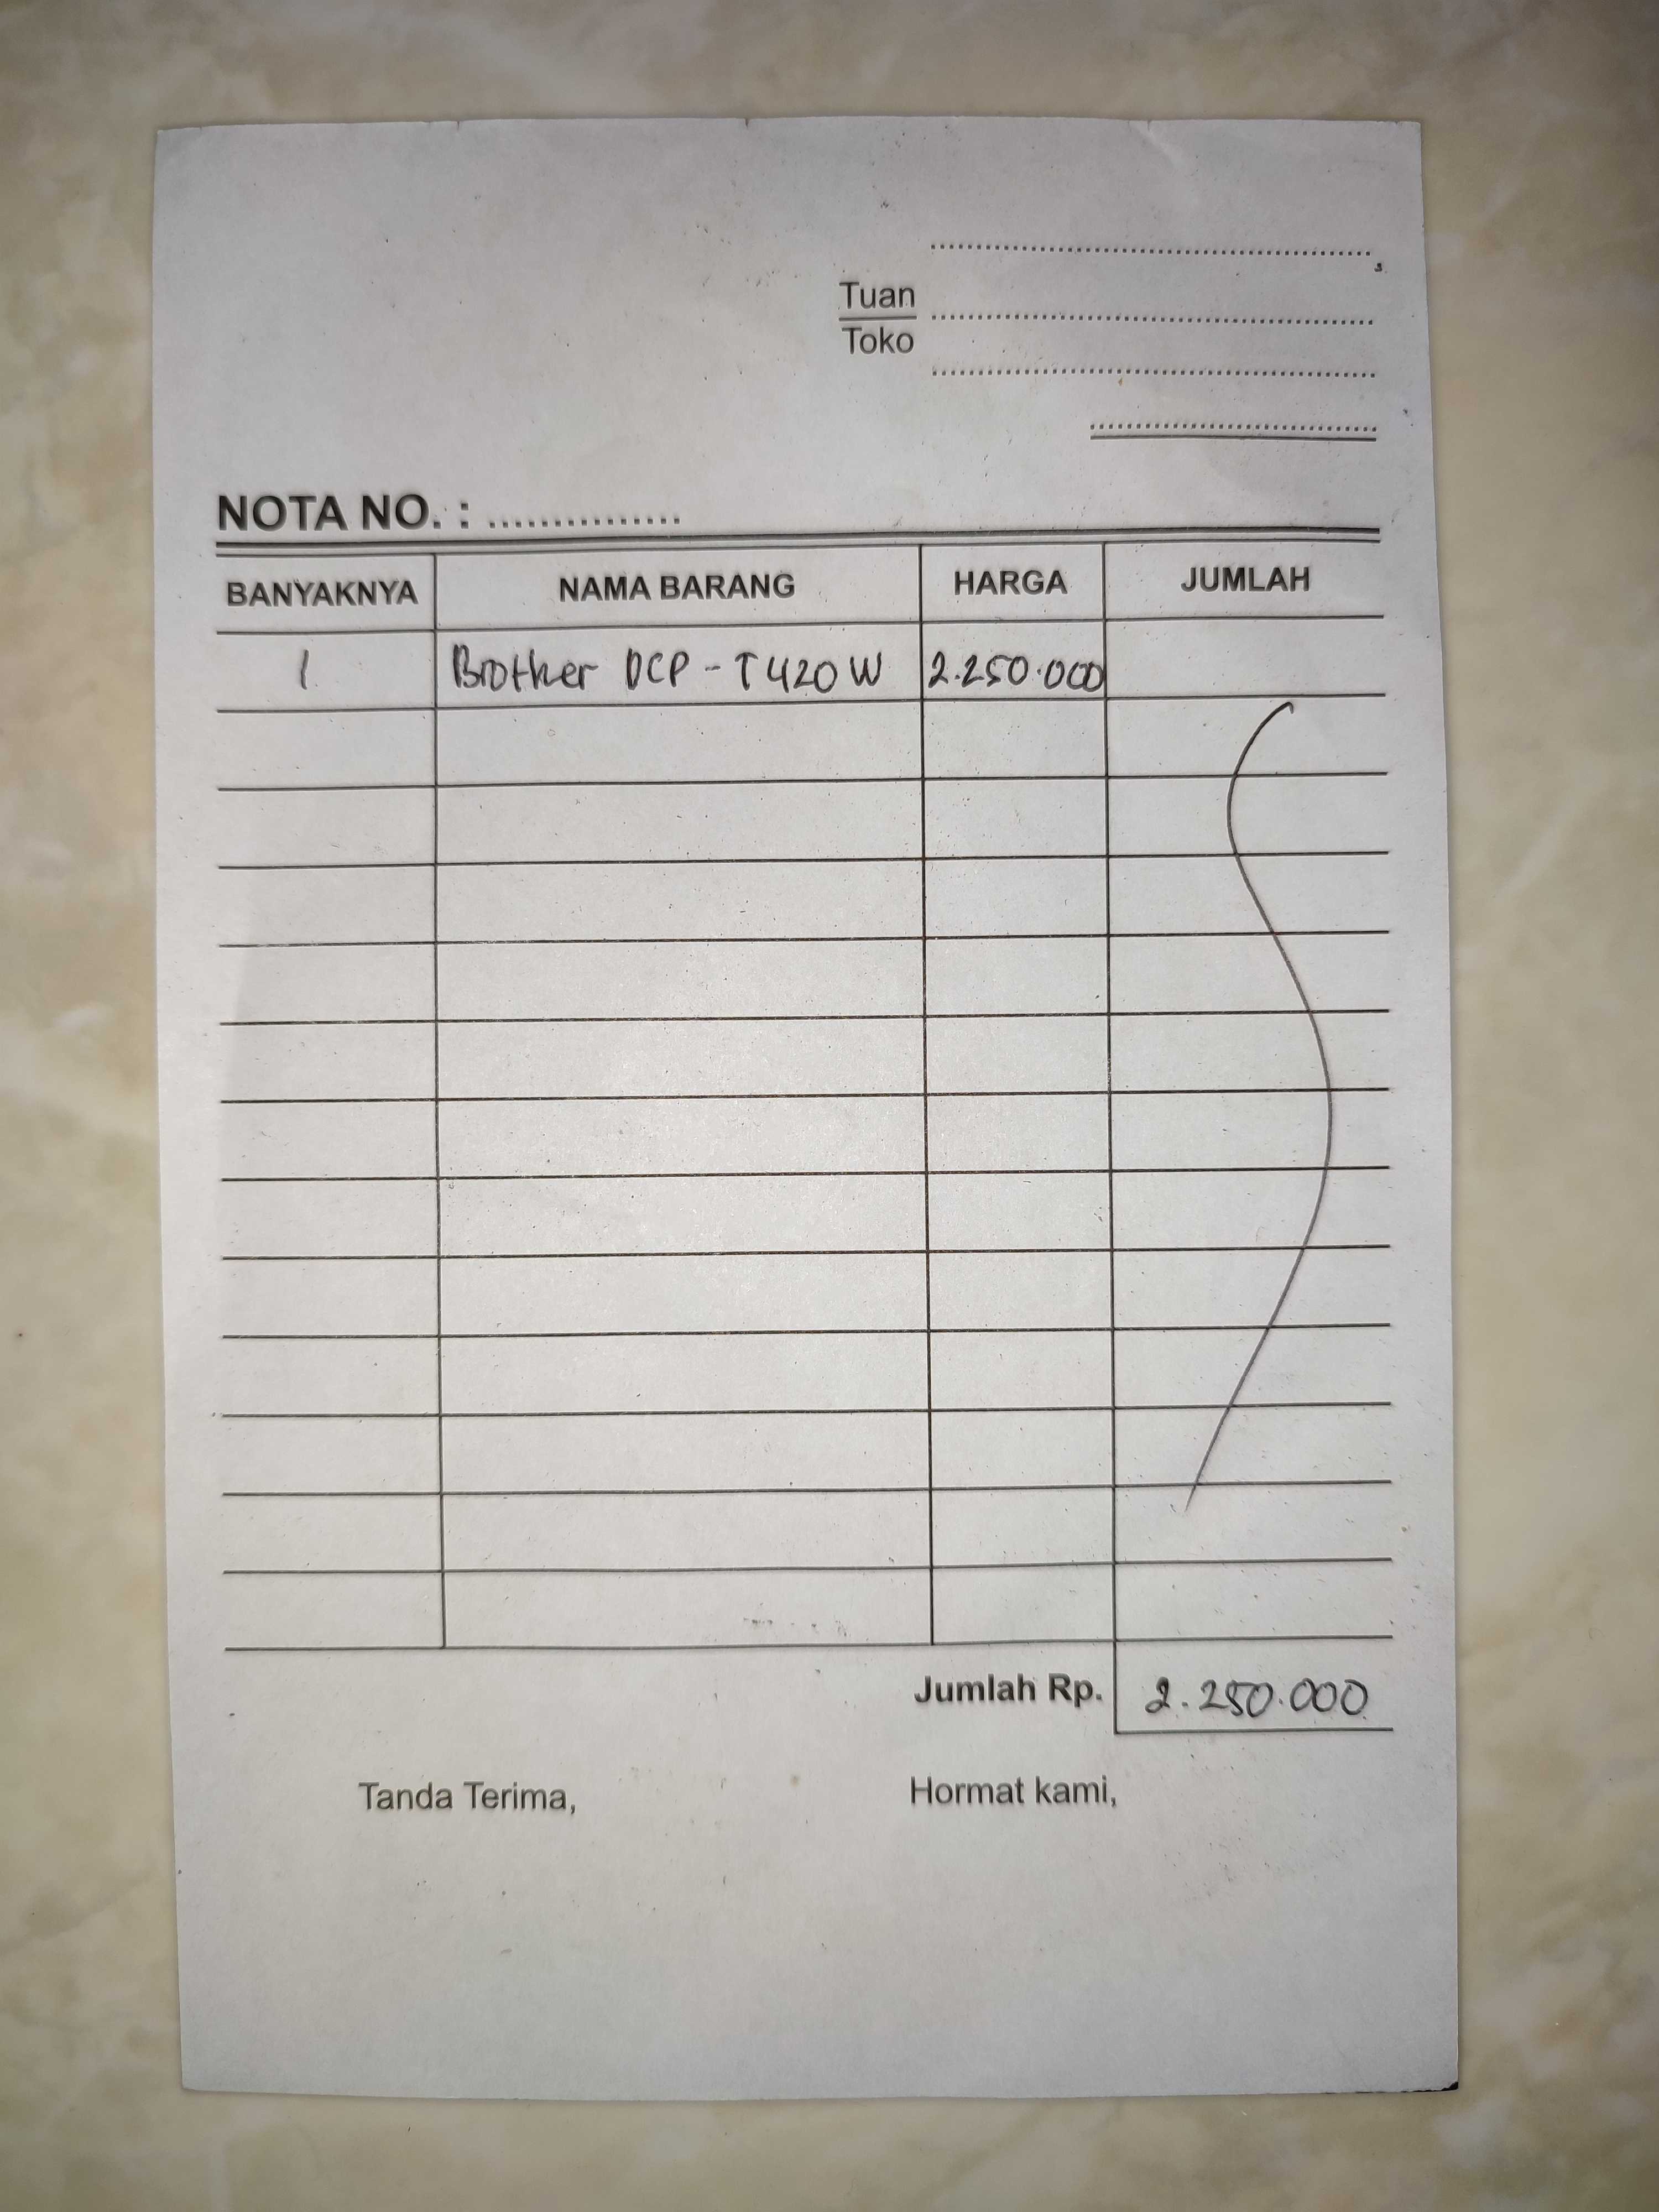 Tuan
Toko
NOTA NO. : ...............
BANYAKNYA NAMA BARANG HARGA JUMLAH
1 Brother DCP - T420W 2.250.000
Jumlah Rp. 2.250.000
Tanda Terima, Hormat kami,